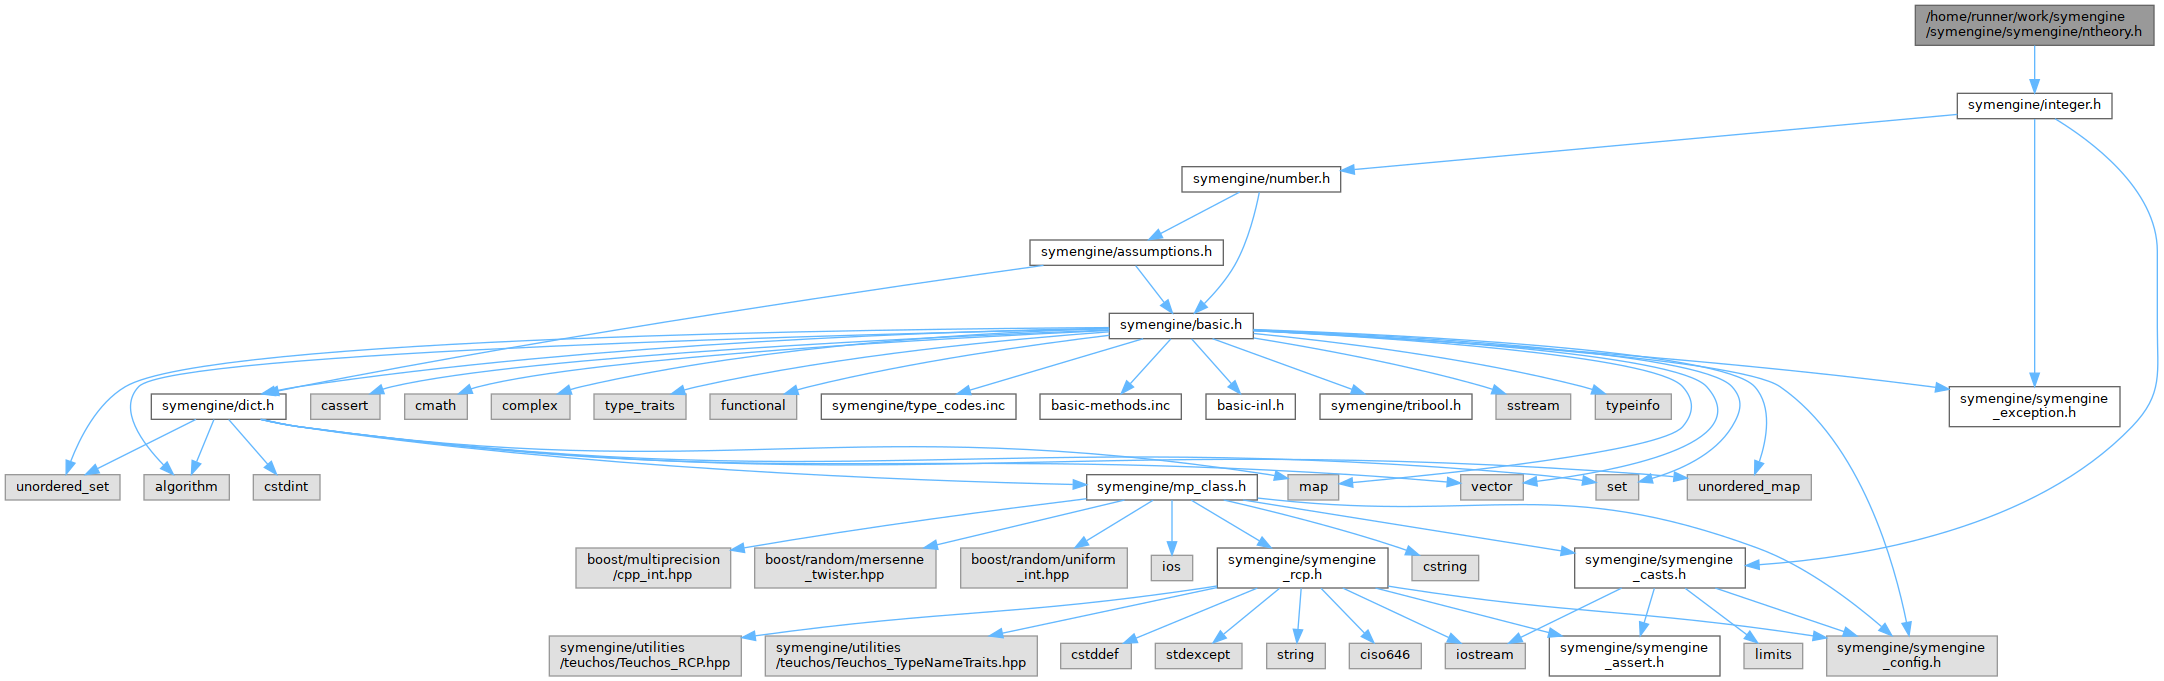 /home/runner/work/symengine
/symengine/symengine/ntheory.h
symengine/integer.h
symengine/number.h
symengine/assumptions.h
symengine/basic.h
symengine/dict.h
cassert
cmath
complex
type_traits
functional
symengine/type_codes.inc
basic-methods.inc
basic-inl.h
symengine/tribool.h
sstream
typeinfo
symengine/symengine
_exception.h
unordered_set
algorithm
cstdint
symengine/mp_class.h
map
vector
set
unordered_map
boost/multiprecision
/cpp_int.hpp
boost/random/mersenne
_twister.hpp
boost/random/uniform
_int.hpp
ios
symengine/symengine
_rcp.h
cstring
symengine/symengine
_casts.h
symengine/utilities
/teuchos/Teuchos_RCP.hpp
symengine/utilities
/teuchos/Teuchos_TypeNameTraits.hpp
cstddef
stdexcept
string
ciso646
iostream
symengine/symengine
_assert.h
limits
symengine/symengine
_config.h